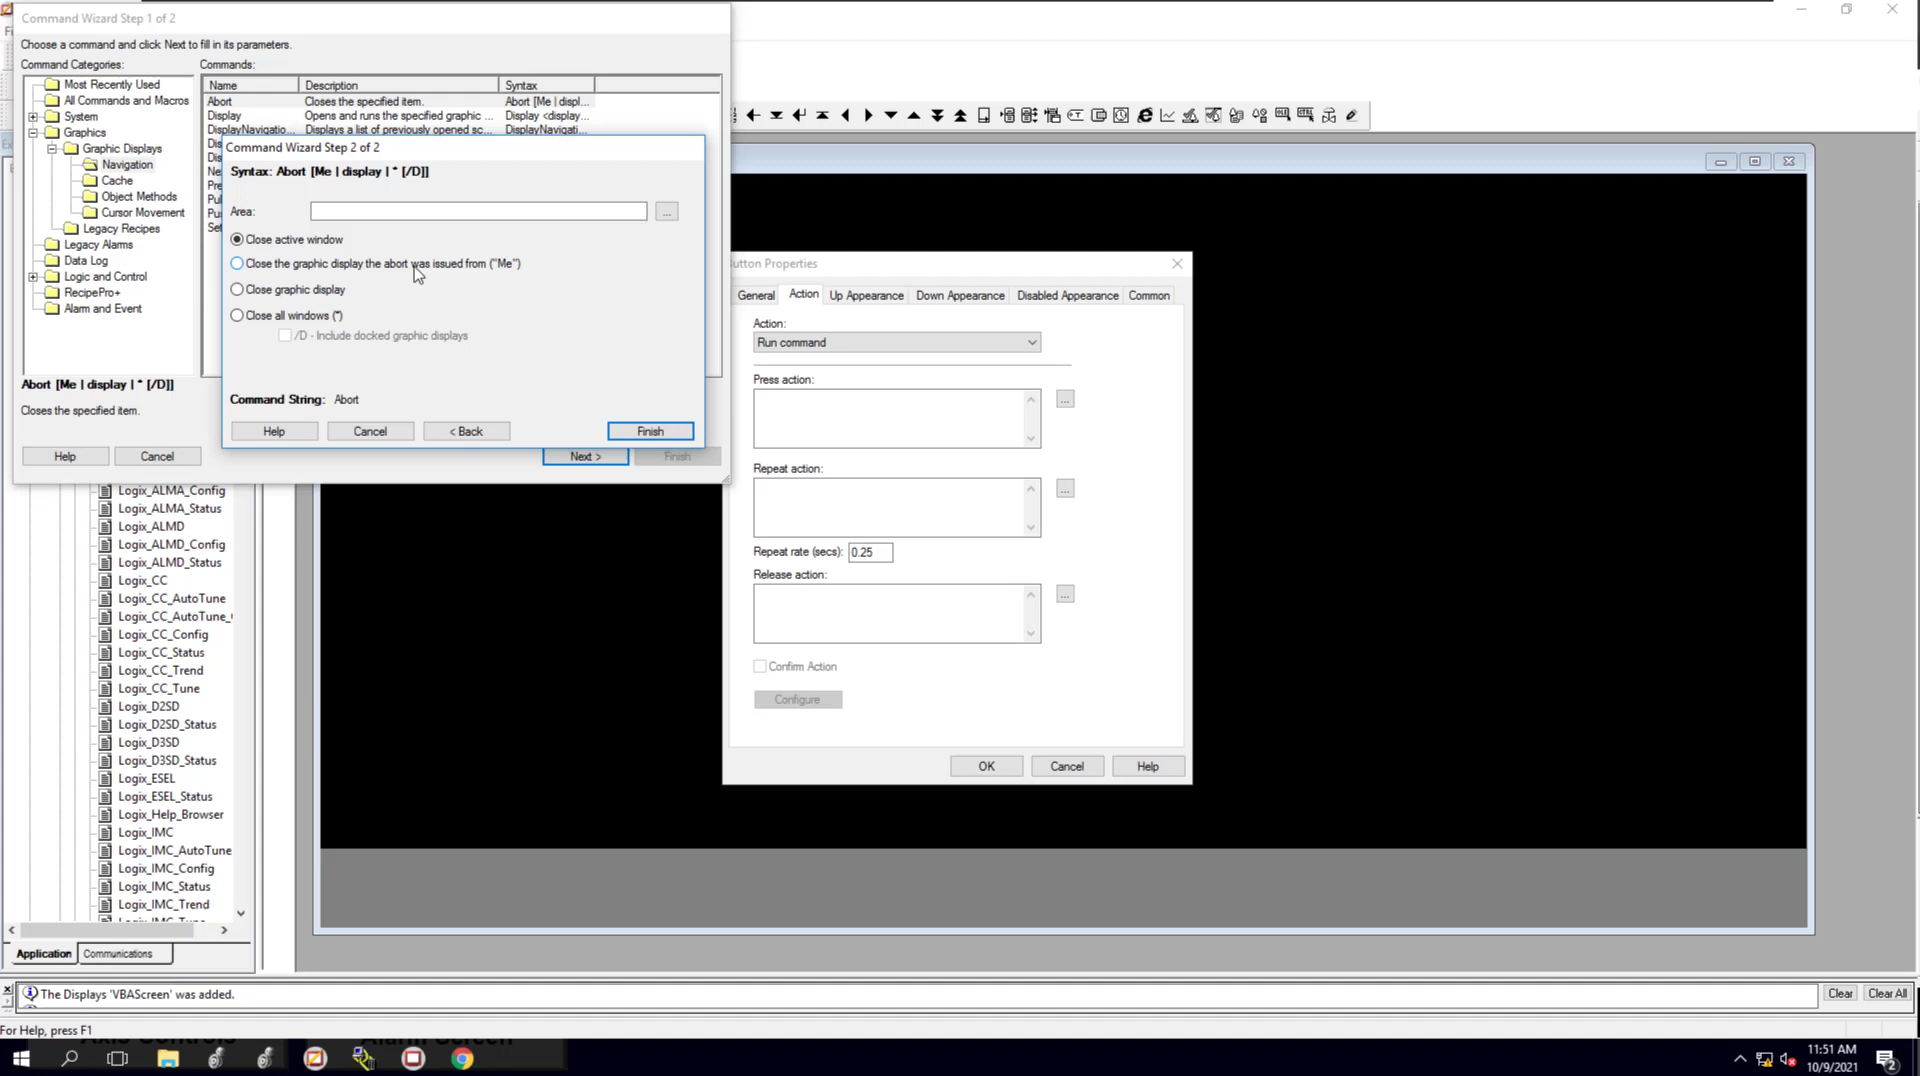 Command Wizard Step 1 of 2
Choose a command and click Next to fill in its parameters.
Command Categories:
Commands:
Most Recently Used
All Commands and Macros
System
Graphics
Graphic Displays
Navigation
Cache
Object Methods
Cursor Movement
Legacy Recipes
Legacy Alarms
Data Log
Logic and Control
RecipePro+
Alarm and Event
Name Description Syntax
Abort Closes the specified item. Abort [Me | displ...
Display Opens and runs the specified graphic ... Display <display...
DisplayNavigatio... Displays a list of previously opened sc... DisplayNavigati...
Abort [Me | display | * [/D]]
Closes the specified item.
Help
Cancel
Next >
Finish
Command Wizard Step 2 of 2
Syntax: Abort [Me | display | * [/D]]
Area:
...
Close active window
Close the graphic display the abort was issued from ("Me")
Close graphic display
Close all windows (*)
/D - Include docked graphic displays
Command String: Abort
Help
Cancel
< Back
Finish
utton Properties
General
Action
Up Appearance
Down Appearance
Disabled Appearance
Common
Action:
Run command
Press action:
...
Repeat action:
...
Repeat rate (secs): 0.25
Release action:
...
Confirm Action
Configure
OK
Cancel
Help
Logix_ALMA_Config
Logix_ALMA_Status
Logix_ALMD
Logix_ALMD_Config
Logix_ALMD_Status
Logix_CC
Logix_CC_AutoTune
Logix_CC_AutoTune_
Logix_CC_Config
Logix_CC_Status
Logix_CC_Trend
Logix_CC_Tune
Logix_D2SD
Logix_D2SD_Status
Logix_D3SD
Logix_D3SD_Status
Logix_ESEL
Logix_ESEL_Status
Logix_Help_Browser
Logix_IMC
Logix_IMC_AutoTune
Logix_IMC_Config
Logix_IMC_Status
Logix_IMC_Trend
Application
Communications
The Displays 'VBAScreen' was added.
Clear
Clear All
For Help, press F1
11:51 AM
10/9/2021
2